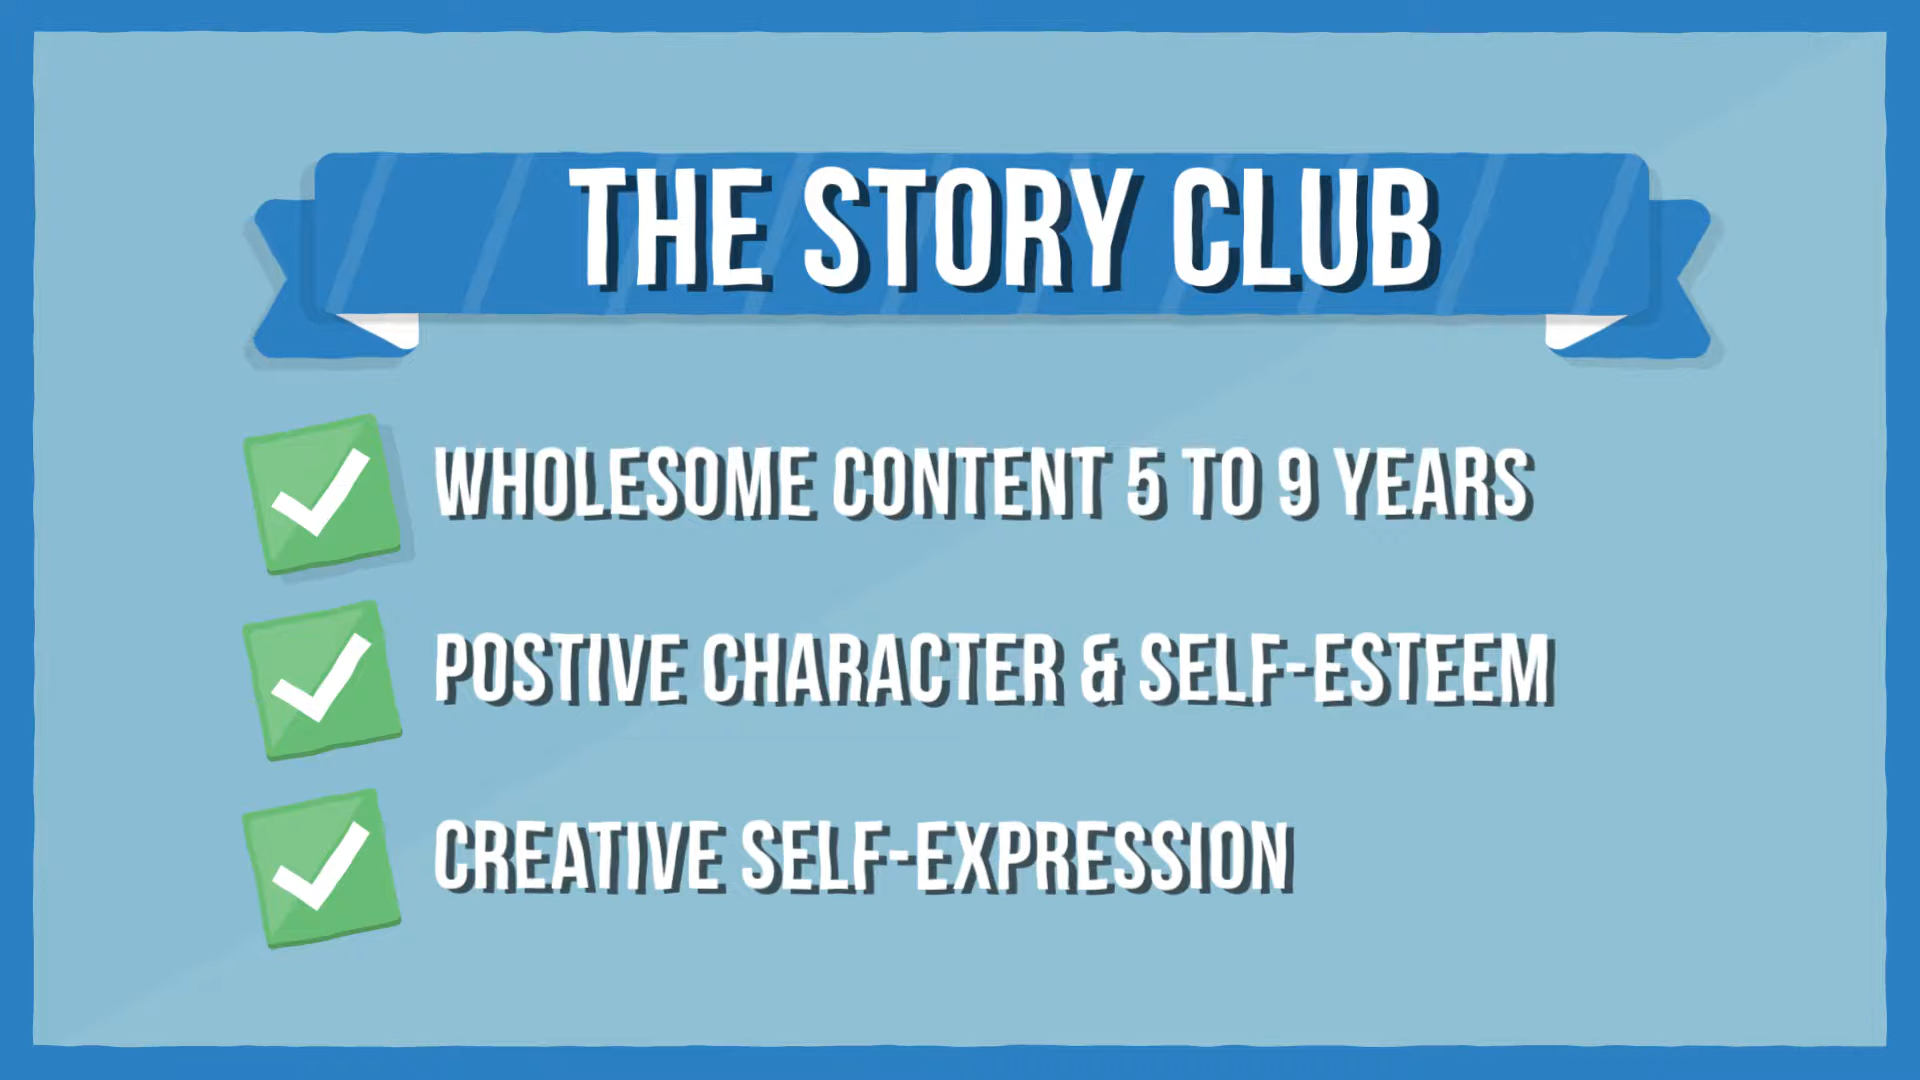 THE STORY CLUB
WHOLESOME CONTENT 5 TO 9 YEARS
POSTIVE CHARACTER & SELF-ESTEEM
CREATIVE SELF-EXPRESSION